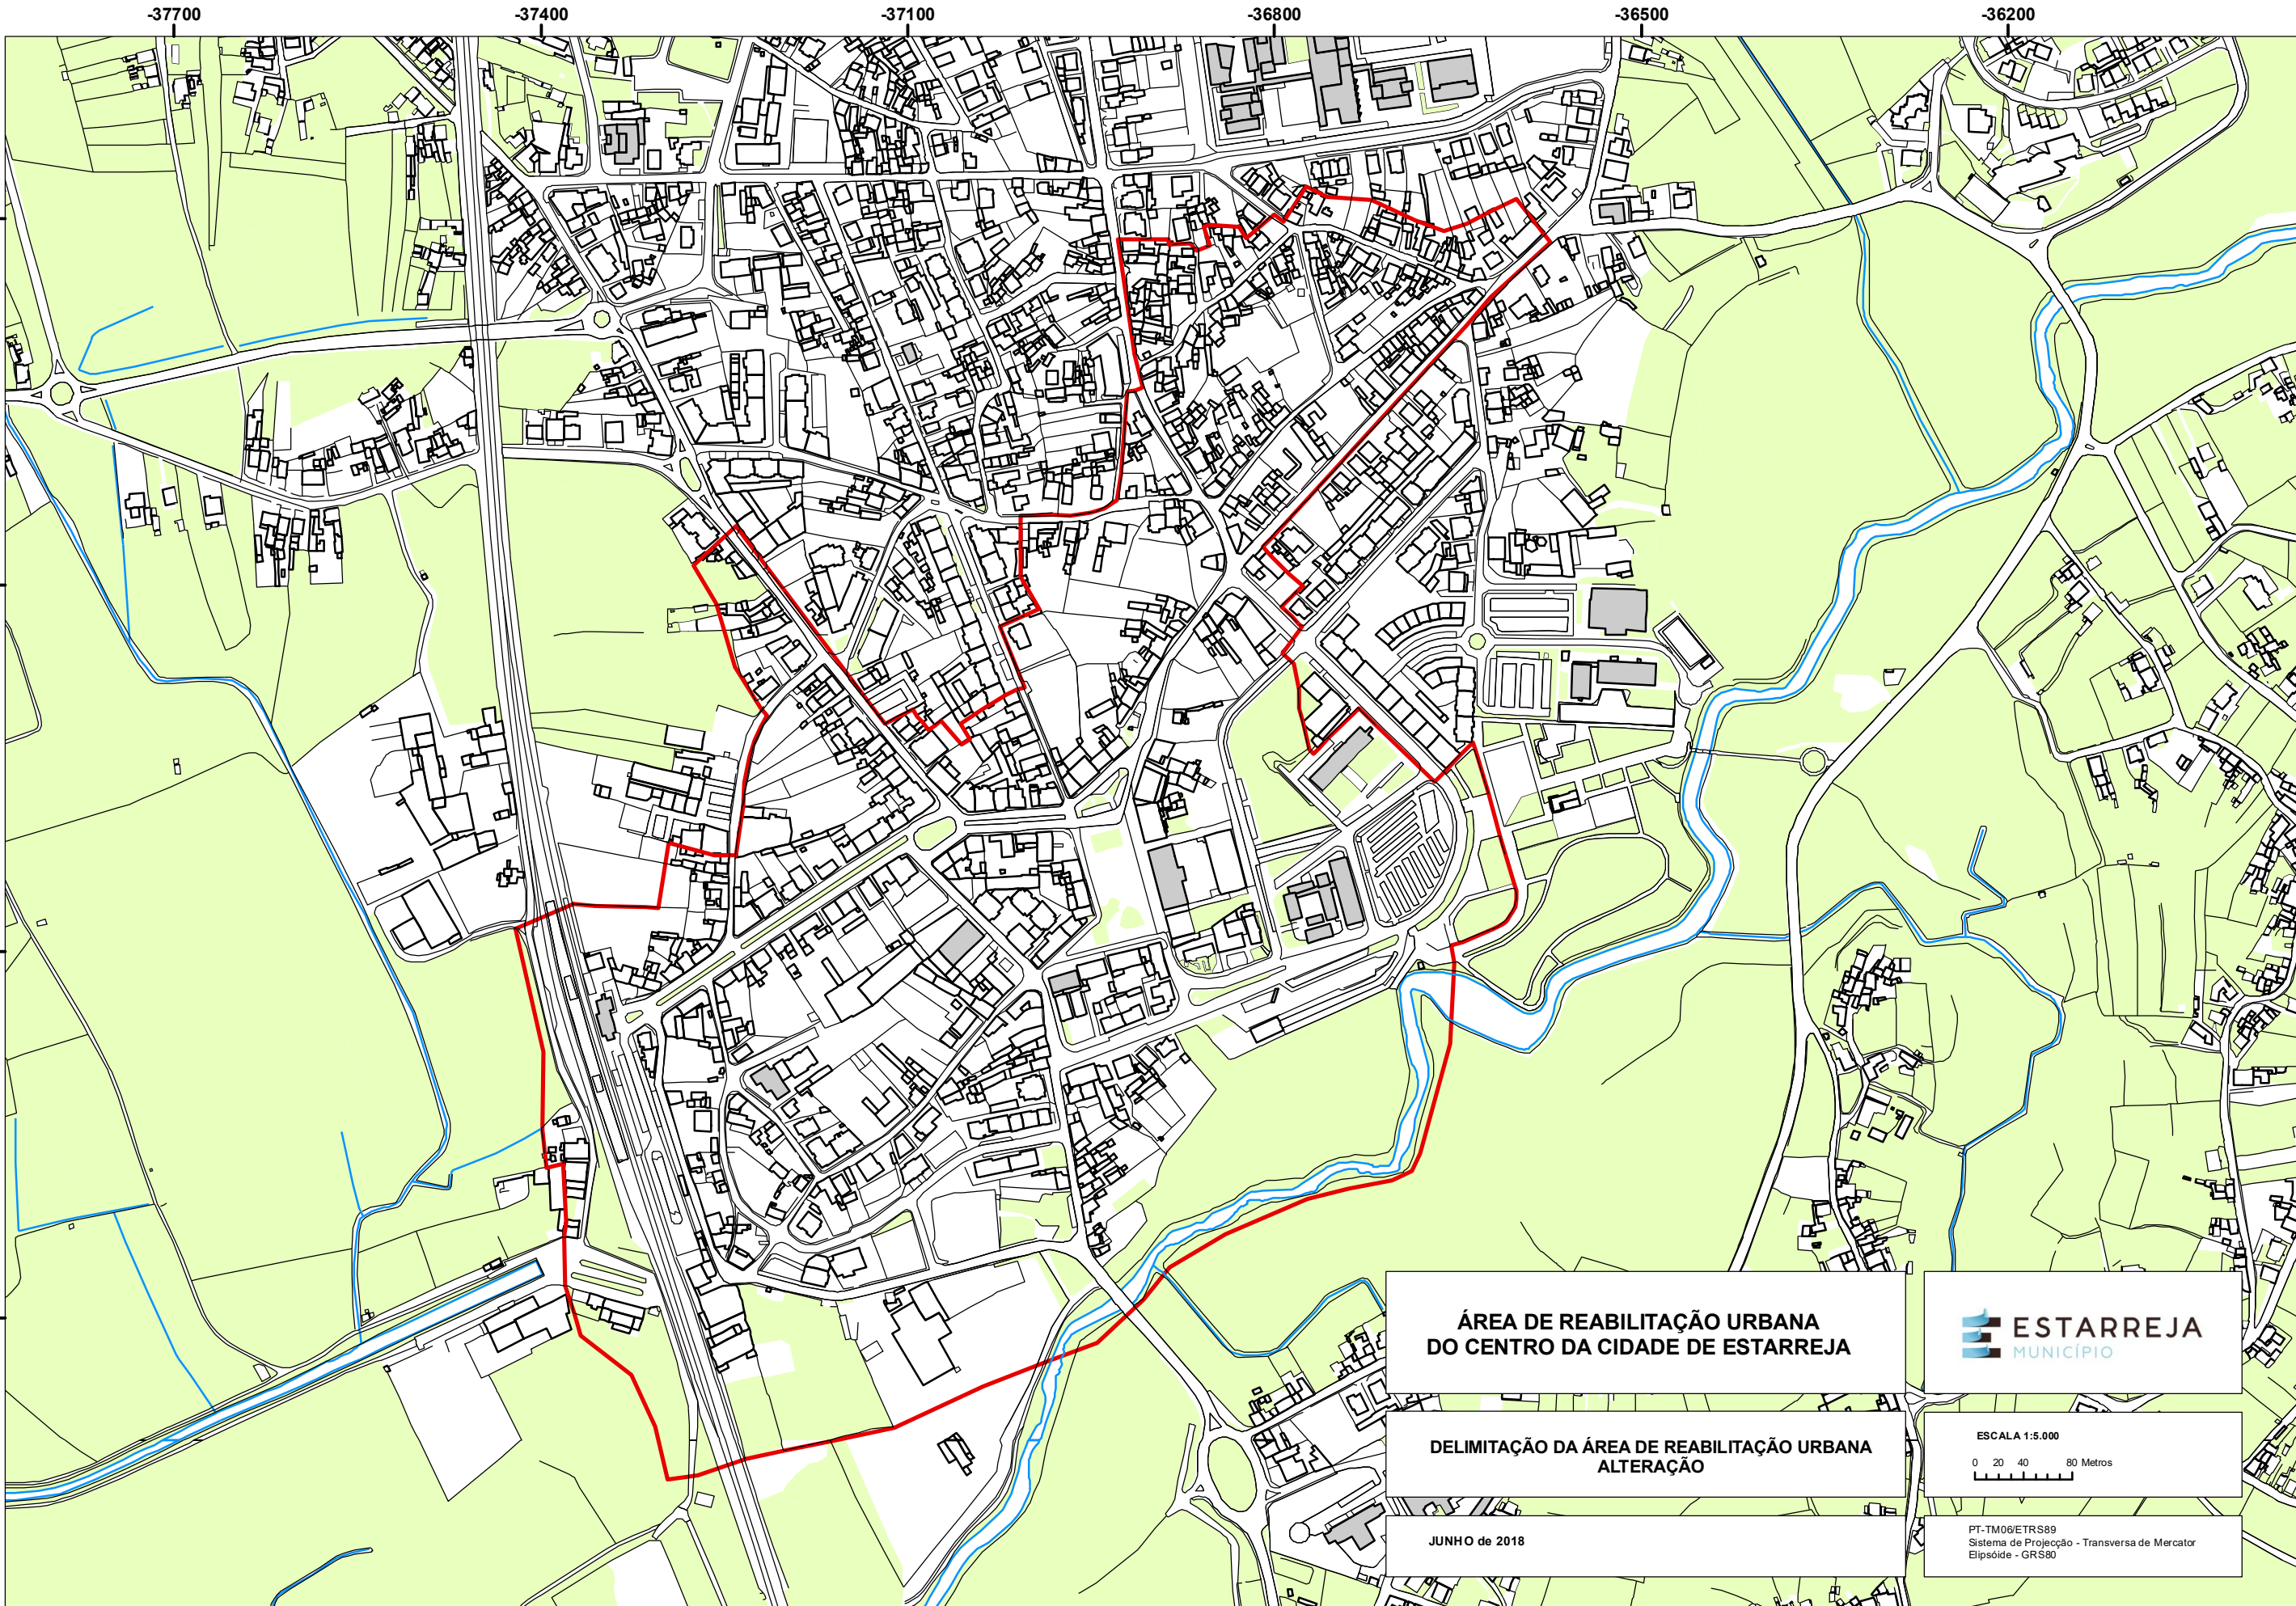 -37700 -37400 -37100 -36800 -36500 -36200
ÁREA DE REABILITAÇÃO URBANA
DO CENTRO DA CIDADE DE ESTARREJA
ESTARREJA
MUNICÍPIO
DELIMITAÇÃO DA ÁREA DE REABILITAÇÃO URBANA
ALTERAÇÃO
ESCALA 1:5.000
0 20 40 80 Metros
JUNHO de 2018
PT-TM06/ETRS89
Sistema de Projecção - Transversa de Mercator
Elipsóide - GRS80